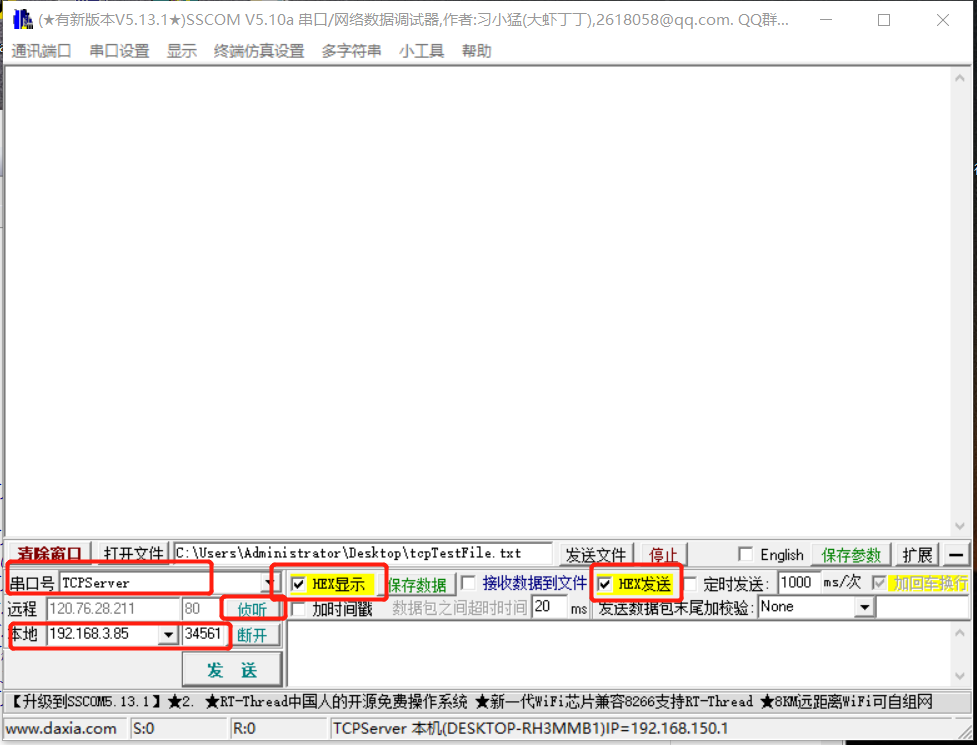 (★有新版本V5.13.1★)SSCOM V5.10a 串口/网络数据调试器,作者:习小猛(大虾丁丁),2618058@qq.com. QQ群...
通讯端口 串口设置 显示 终端仿真设置 多字符串 小工具 帮助
清除窗口 打开文件 C:\Users\Administrator\Desktop\tcpTestFile.txt 发送文件 停止 English 保存参数 扩展 —
串口号 TCPServer HEX显示 保存数据 接收数据到文件 HEX发送 定时发送: 1000 ms/次 加回车换行
远程 120.76.28.211 80 侦听 加时间戳 数据包之间超时时间 20 ms 发送数据包末尾加校验: None
本地 192.168.3.85 34561 断开
发 送
【升级到SSCOM5.13.1】★2. ★RT-Thread中国人的开源免费操作系统 ★新一代WiFi芯片兼容8266支持RT-Thread ★8KM远距离WiFi可自组网
www.daxia.com S:0 R:0 TCPServer 本机(DESKTOP-RH3MMB1)IP=192.168.150.1